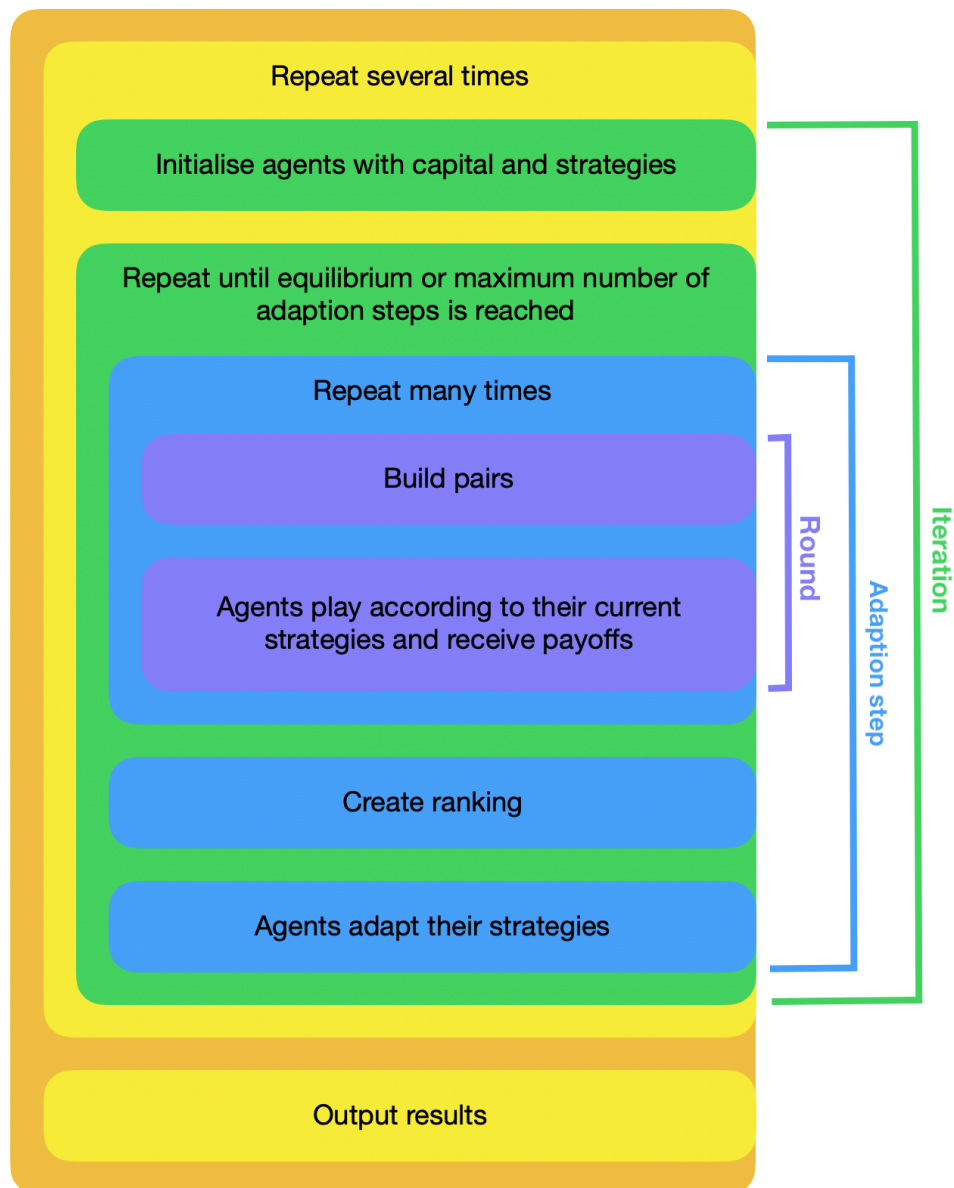 Repeat several times
Initialise agents with capital and strategies
Repeat until equilibrium or maximum number of
adaption steps is reached
Repeat many times
Build pairs
Agents play according to their current
strategies and receive payoffs
Create ranking
Agents adapt their strategies
Output results
Round
Adaption step
Iteration